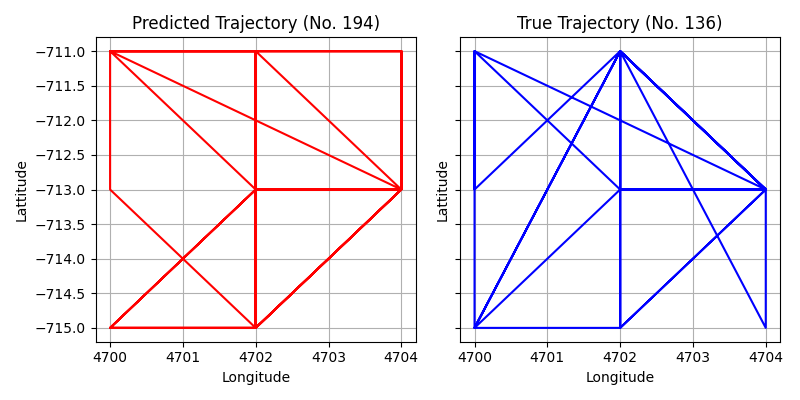 Predicted Trajectory (No. 194)
True Trajectory (No. 136)
−711.0
−711.5
−712.0
−712.5
−713.0
−713.5
−714.0
−714.5
−715.0
Lattitude
Lattitude
4700 4701 4702 4703 4704
4700 4701 4702 4703 4704
Longitude
Longitude